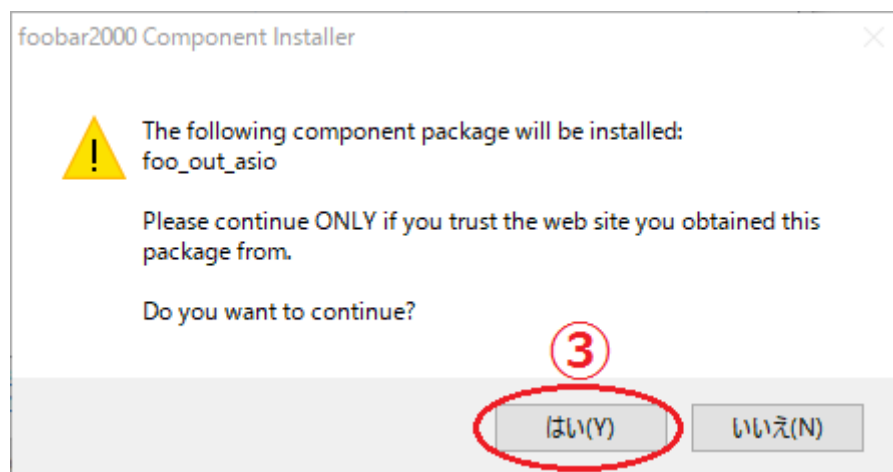 foobar2000 Component Installer
The following component package will be installed:
foo_out_asio
Please continue ONLY if you trust the web site you obtained this
package from.
Do you want to continue?
③
はい(Y)
いいえ(N)